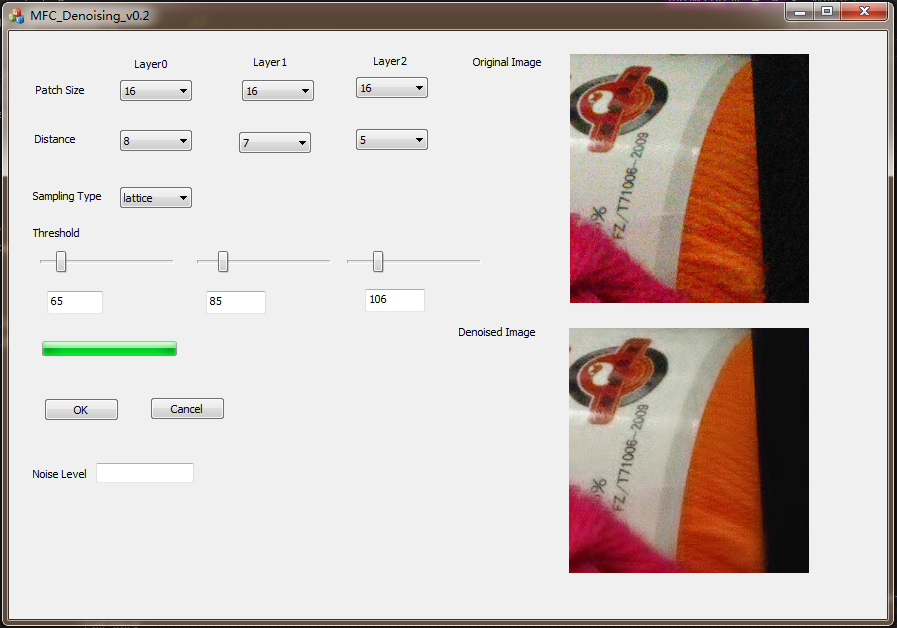 MFC_Denoising_v0.2
Layer0
Layer1
Layer2
Original Image
Patch Size
16
16
16
Distance
8
7
5
Sampling Type
lattice
Threshold
65
85
106
Denoised Image
OK
Cancel
Noise Level
%
FZ/T71006-2009
%
FZ/T71006-2009